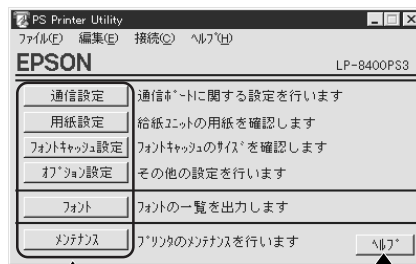 PS Printer Utility
ﾌｧｲﾙ(F) 編集(E) 接続(C) ﾍﾙﾌﾟ(H)
EPSON LP-8400PS3
通信設定 通信ﾎﾟｰﾄに関する設定を行います
用紙設定 給紙ﾕﾆｯﾄの用紙を確認します
ﾌｫﾝﾄｷｬｯｼｭ設定 ﾌｫﾝﾄｷｬｯｼｭのｻｲｽﾞを確認します
ｵﾌﾟｼｮﾝ設定 その他の設定を行います
ﾌｫﾝﾄ ﾌｫﾝﾄの一覧を出力します
ﾒﾝﾃﾅﾝｽ ﾌﾟﾘﾝﾀのﾒﾝﾃﾅﾝｽを行います
ﾍﾙﾌﾟ